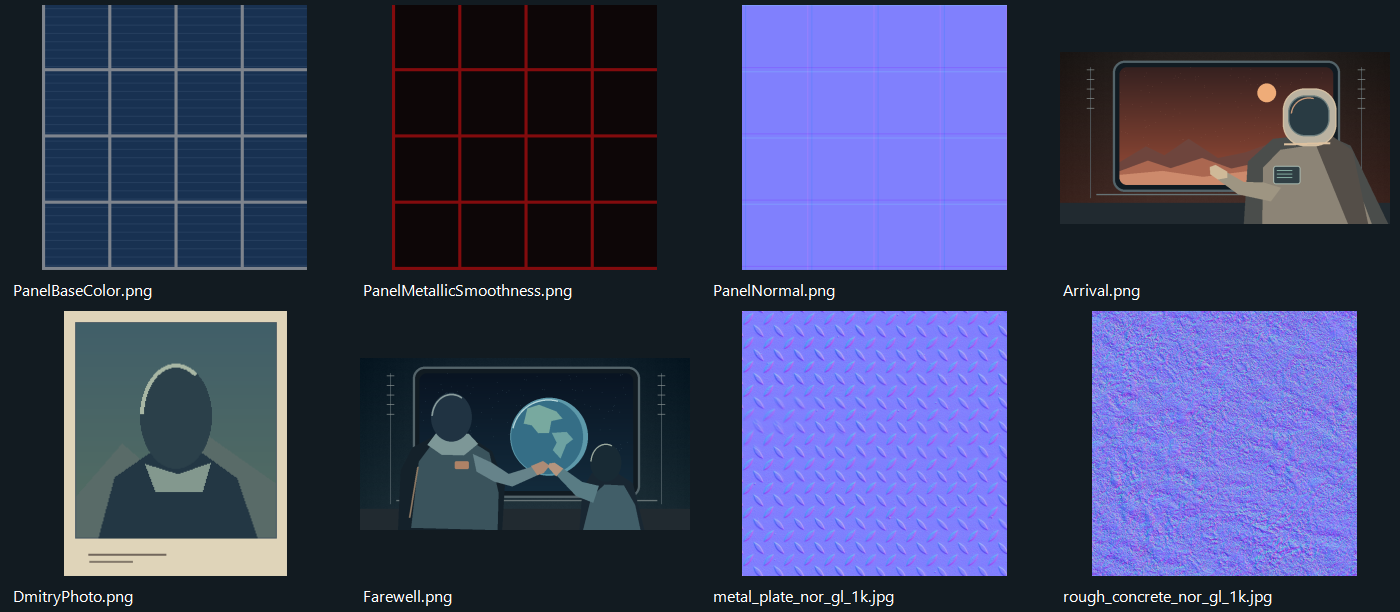 PanelBaseColor.png
PanelMetallicSmoothness.png
PanelNormal.png
Arrival.png
DmitryPhoto.png
Farewell.png
metal_plate_nor_gl_1k.jpg
rough_concrete_nor_gl_1k.jpg